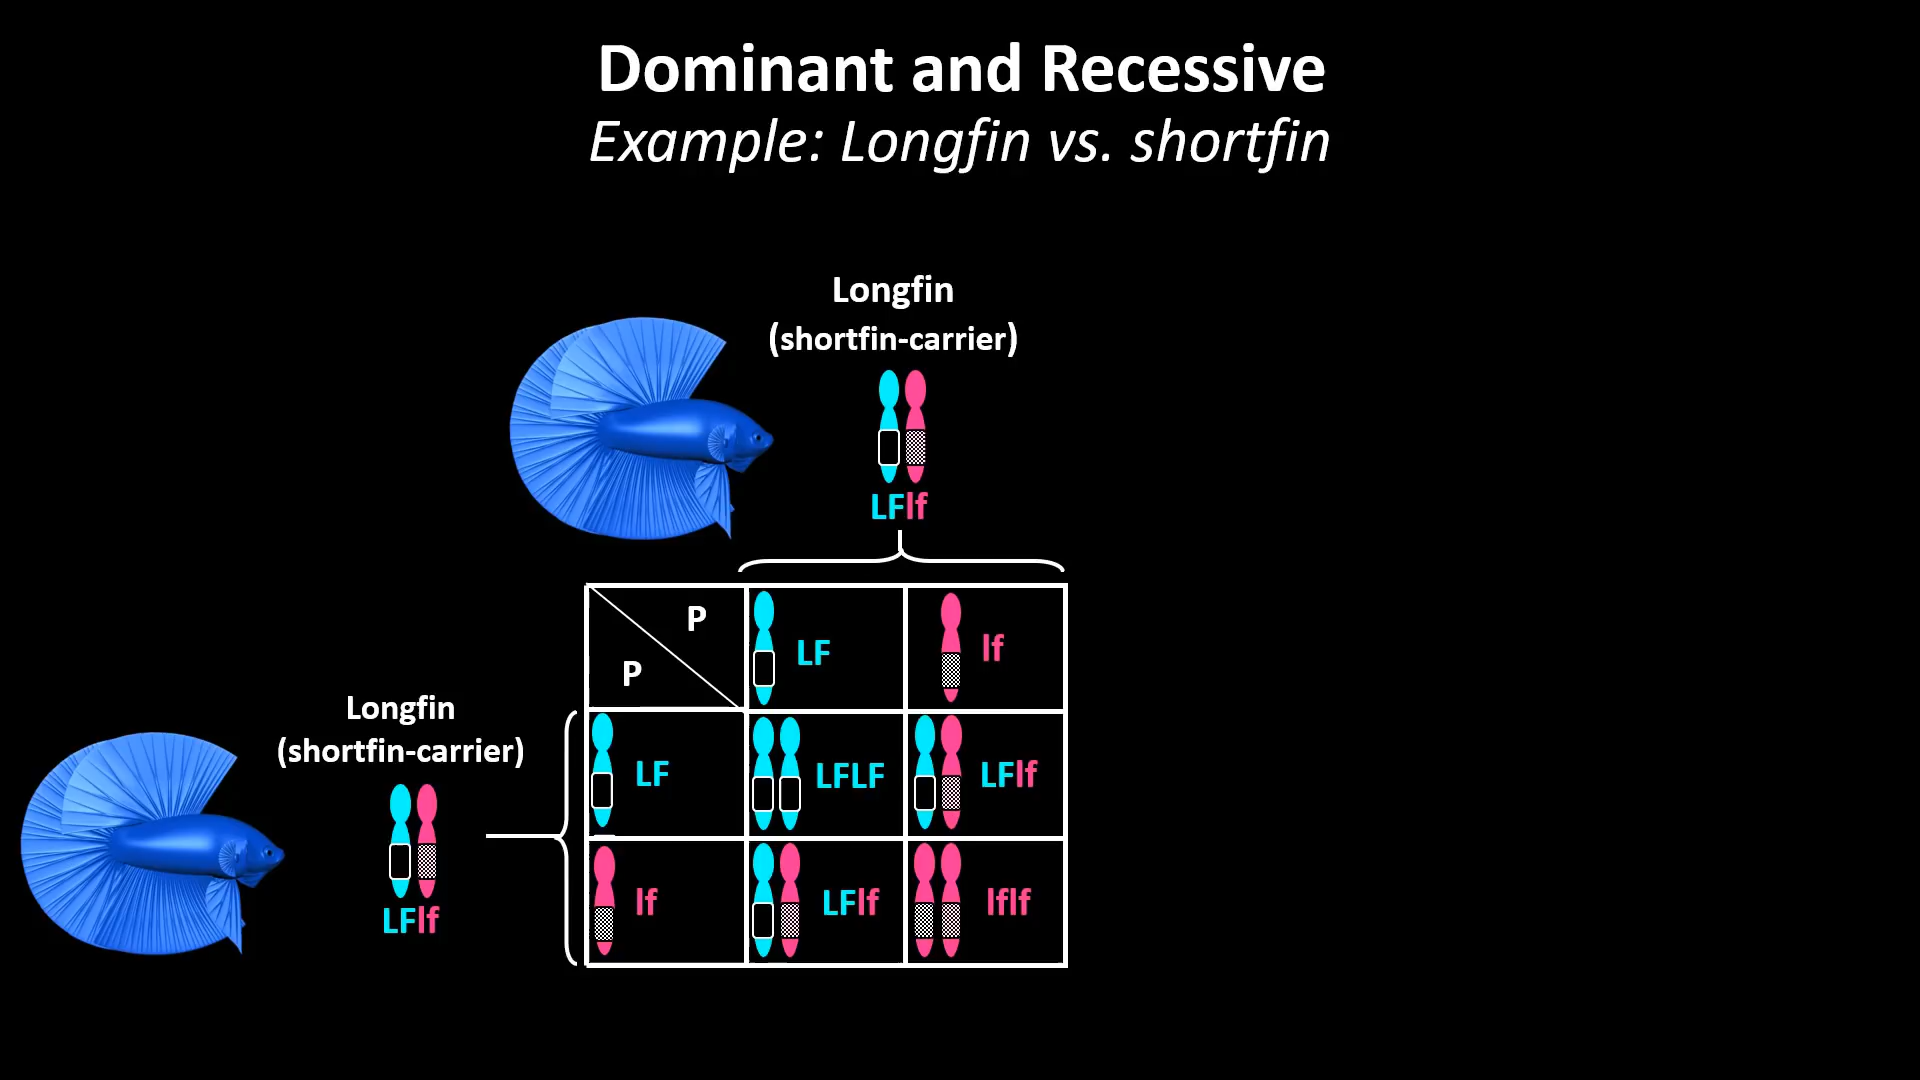 Dominant and Recessive
Example: Longfin vs. shortfin
Longfin
(shortfin-carrier)
LFlf
P
P
LF
lf
Longfin
(shortfin-carrier)
LFlf
LF
LFLF
LFlf
lf
LFlf
lflf